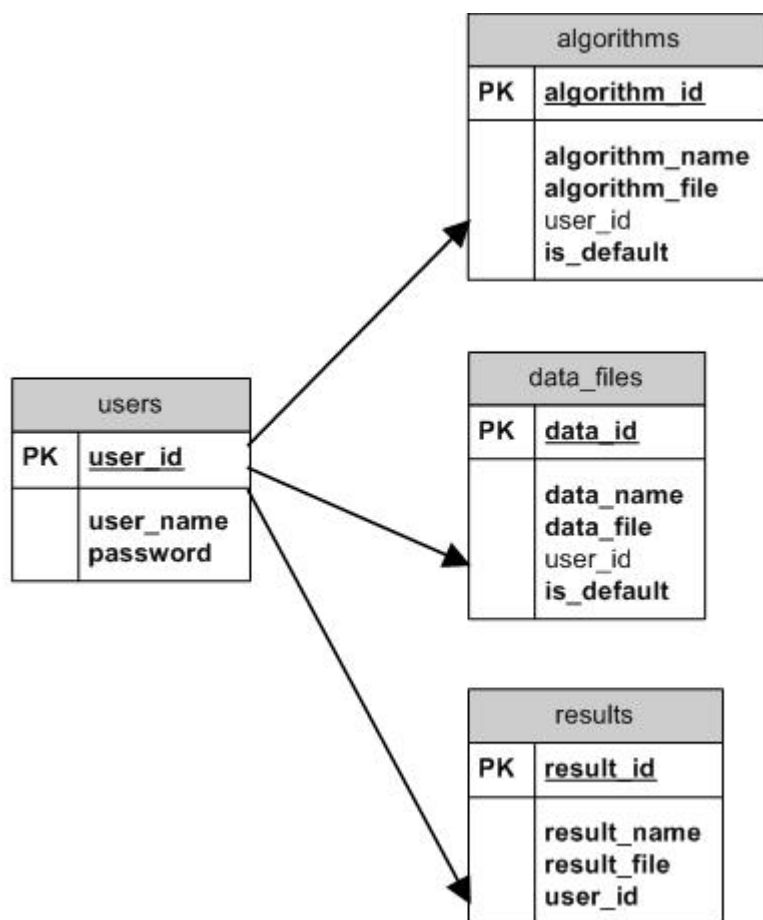 algorithms
PK algorithm_id
algorithm_name
algorithm_file
user_id
is_default
users
PK user_id
user_name
password
data_files
PK data_id
data_name
data_file
user_id
is_default
results
PK result_id
result_name
result_file
user_id